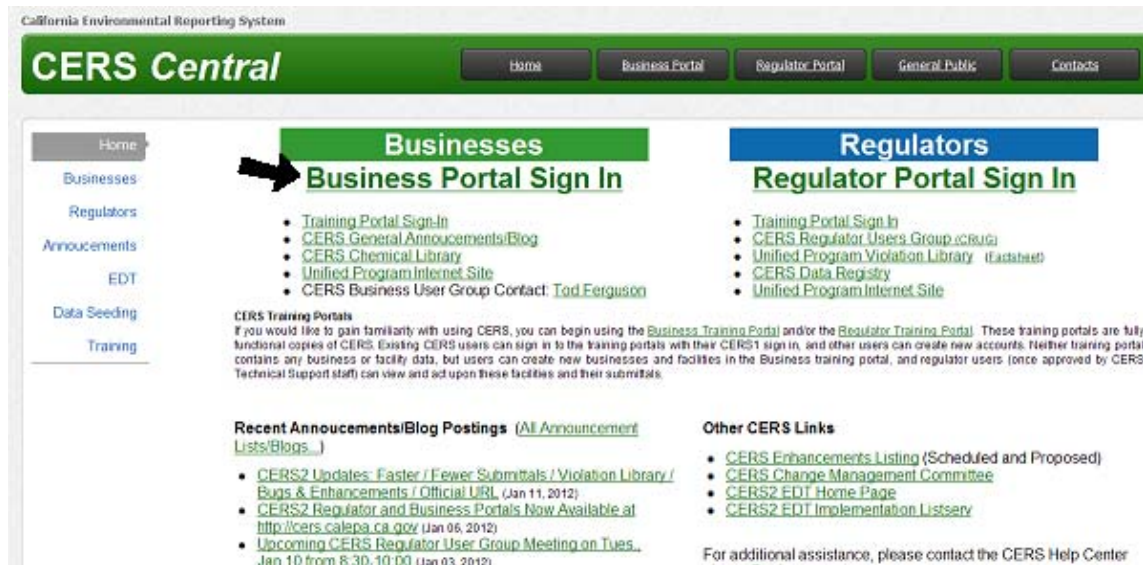 California Environmental Reporting System
CERS Central
Home
Business Portal
Regulator Portal
General Public
Contacts
Home
Businesses
Regulators
Annoucements
EDT
Data Seeding
Training
Businesses
Business Portal Sign In
Training Portal Sign-In
CERS General Annoucements/Blog
CERS Chemical Library
Unified Program Internet Site
CERS Business User Group Contact: Tod Ferguson
Regulators
Regulator Portal Sign In
Training Portal Sign In
CERS Regulator Users Group (CRUG)
Unified Program Violation Library (Factsheet)
CERS Data Registry
Unified Program Internet Site
CERS Training Portals
If you would like to gain familiarity with using CERS, you can begin using the Business Training Portal and/or the Regulator Training Portal. These training portals are fully
functional copies of CERS. Existing CERS users can sign in to the training portals with their CERS1 sign in, and other users can create new accounts. Neither training portal
contains any business or facility data, but users can create new businesses and facilities in the Business training portal, and regulator users (once approved by CERS
Technical Support staff) can view and act upon these facilities and their submittals.
Recent Annoucements/Blog Postings (All Announcement
Lists/Blogs...)
CERS2 Updates: Faster / Fewer Submittals / Violation Library /
Bugs & Enhancements / Official URL (Jan 11, 2012)
CERS2 Regulator and Business Portals Now Available at
http://cers.calepa.ca.gov (Jan 06, 2012)
Upcoming CERS Regulator User Group Meeting on Tues.,
Jan 10 from 8:30-10:00 (Jan 03, 2012)
Other CERS Links
CERS Enhancements Listing (Scheduled and Proposed)
CERS Change Management Committee
CERS2 EDT Home Page
CERS2 EDT Implementation Listserv
For additional assistance, please contact the CERS Help Center